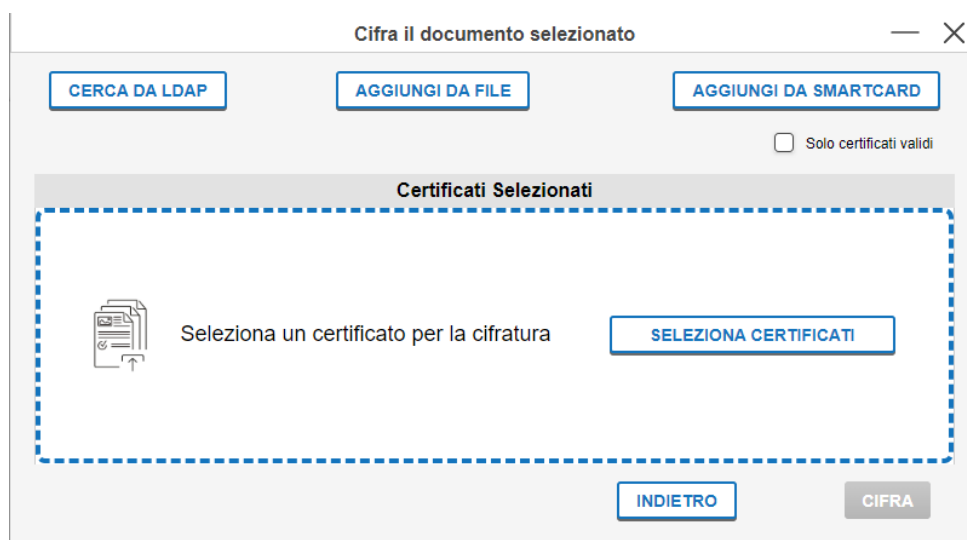 Cifra il documento selezionato
CERCA DA LDAP
AGGIUNGI DA FILE
AGGIUNGI DA SMARTCARD
Solo certificati validi
Certificati Selezionati
Seleziona un certificato per la cifratura
SELEZIONA CERTIFICATI
INDIETRO
CIFRA